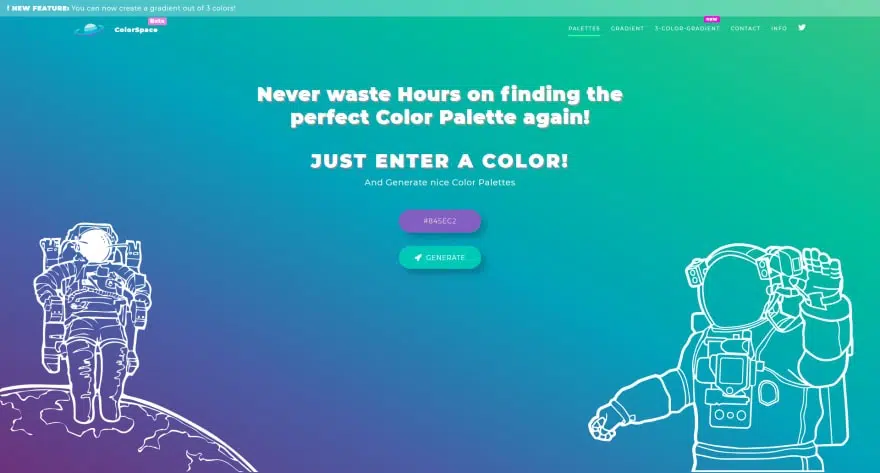 ! NEW FEATURE: You can now create a gradient out of 3 colors!
Beta
ColorSpace
new
PALETTES GRADIENT 3-COLOR-GRADIENT CONTACT INFO
Never waste Hours on finding the
perfect Color Palette again!
JUST ENTER A COLOR!
And Generate nice Color Palettes
#845EC2
GENERATE